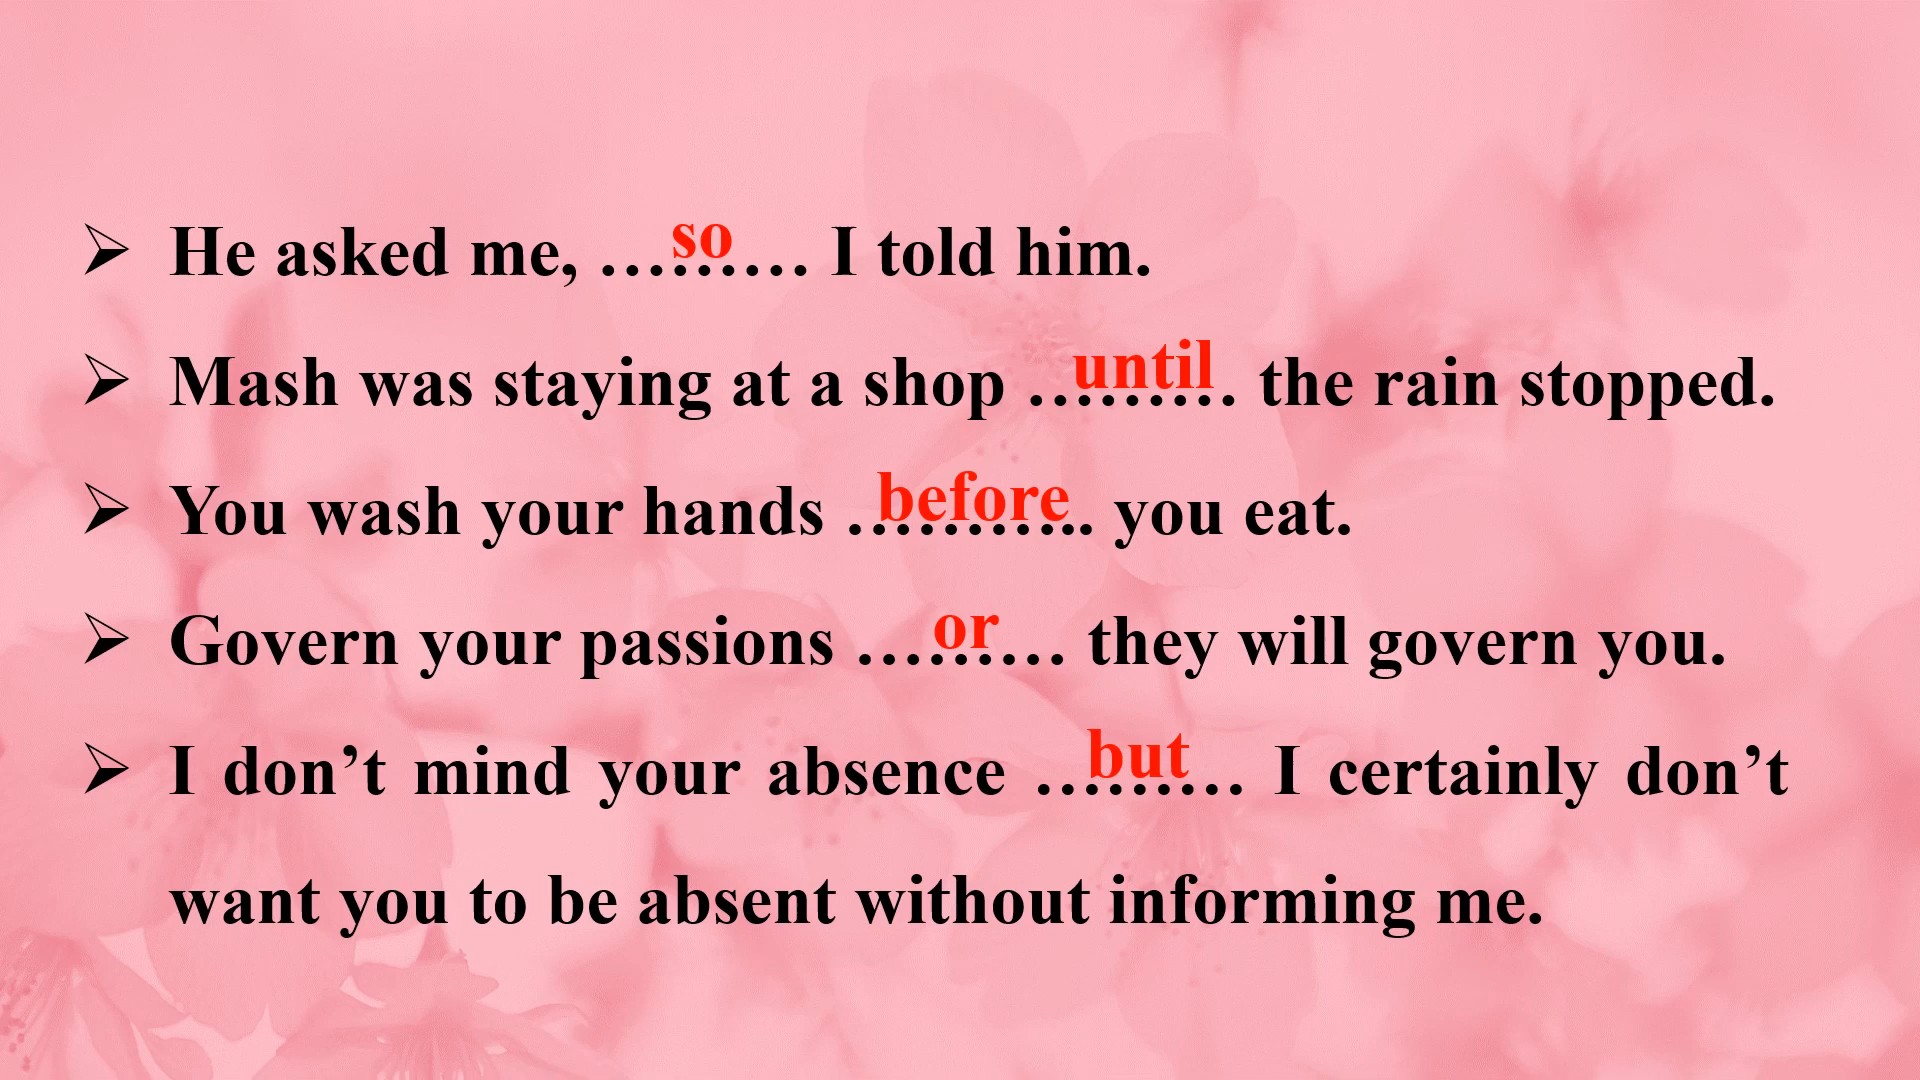 ➢ He asked me, ……so… I told him.
➢ Mash was staying at a shop …until… the rain stopped.
➢ You wash your hands …before….. you eat.
➢ Govern your passions …or…… they will govern you.
➢ I don’t mind your absence …but…… I certainly don’t
want you to be absent without informing me.